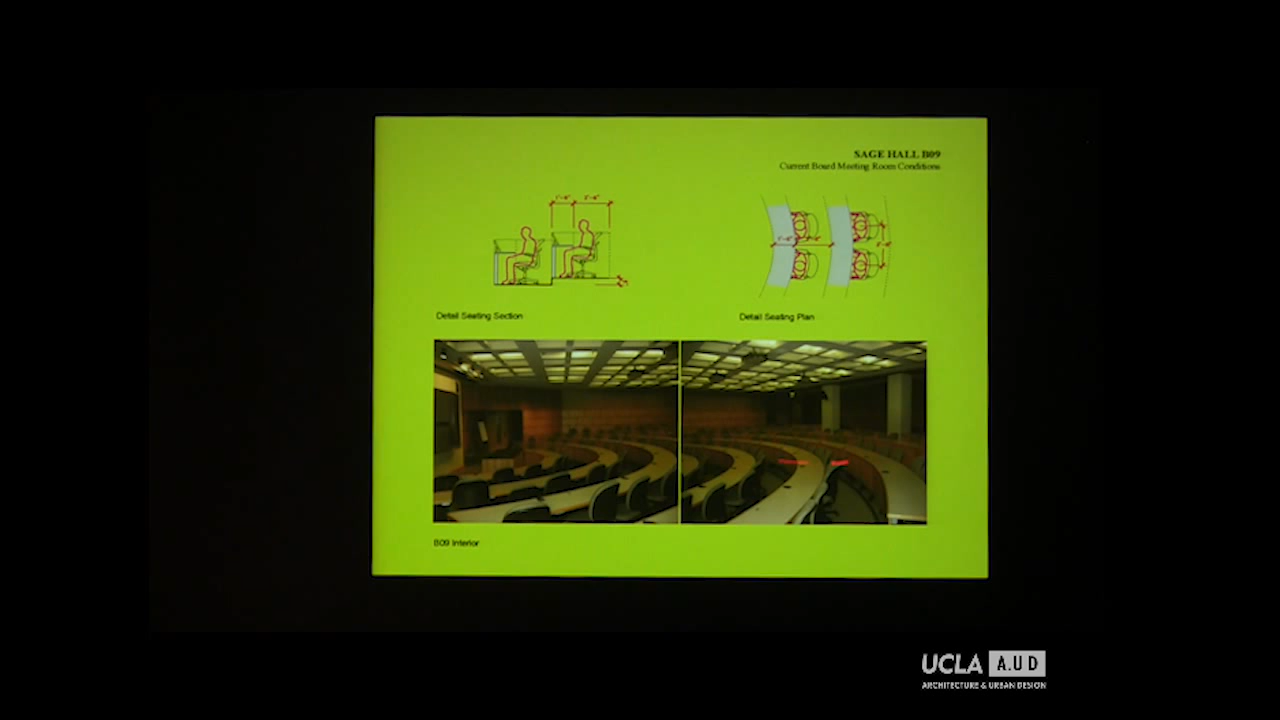 SAGE HALL B09
Current Board Meeting Room Conditions
Detail Seating Section
Detail Seating Plan
B09 Interior
UCLA A.UD
ARCHITECTURE & URBAN DESIGN